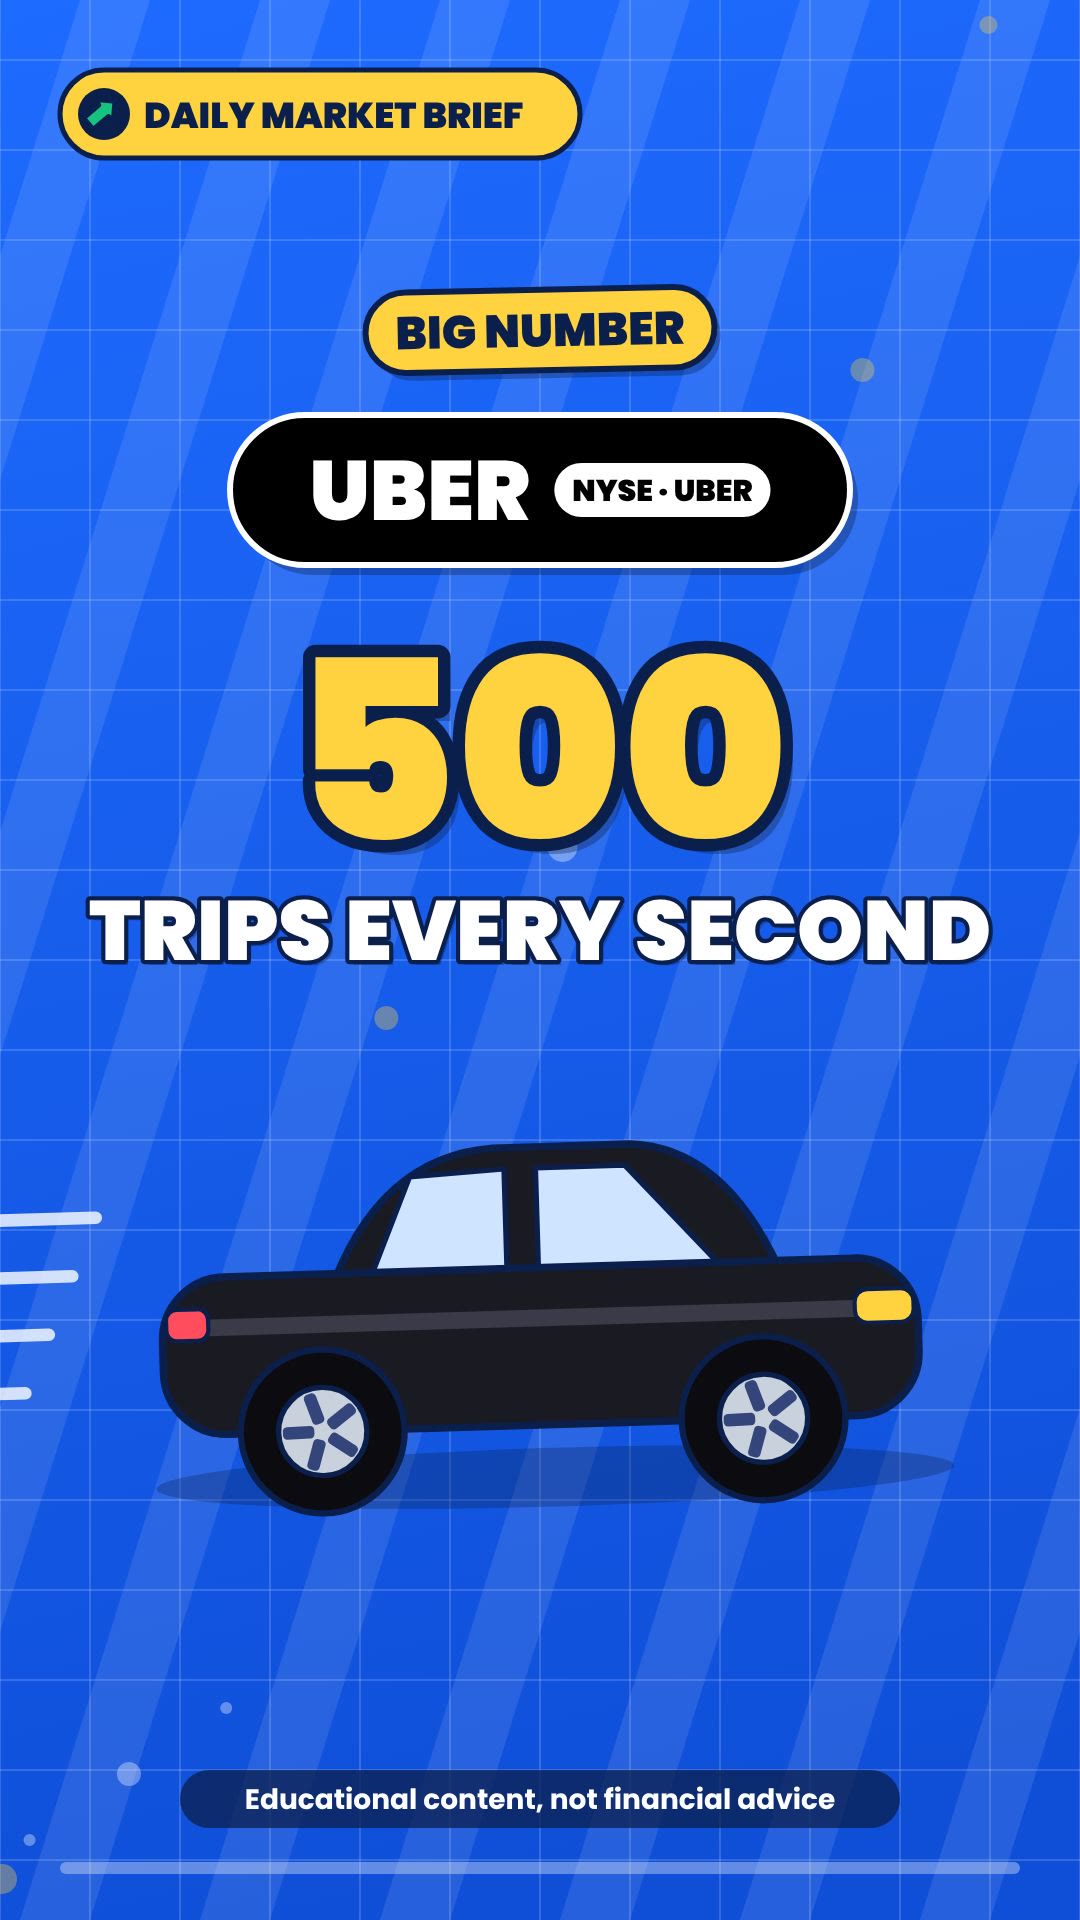 DAILY MARKET BRIEF
BIG NUMBER
UBER NYSE · UBER
500
TRIPS EVERY SECOND
Educational content, not financial advice